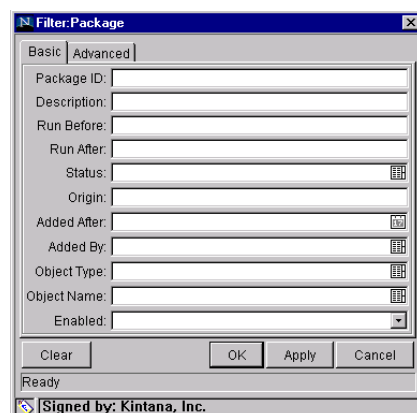 Filter:Package
Basic Advanced
Package ID:
Description:
Run Before:
Run After:
Status:
Origin:
Added After:
Added By:
Object Type:
Object Name:
Enabled:
Clear OK Apply Cancel
Ready
Signed by: Kintana, Inc.